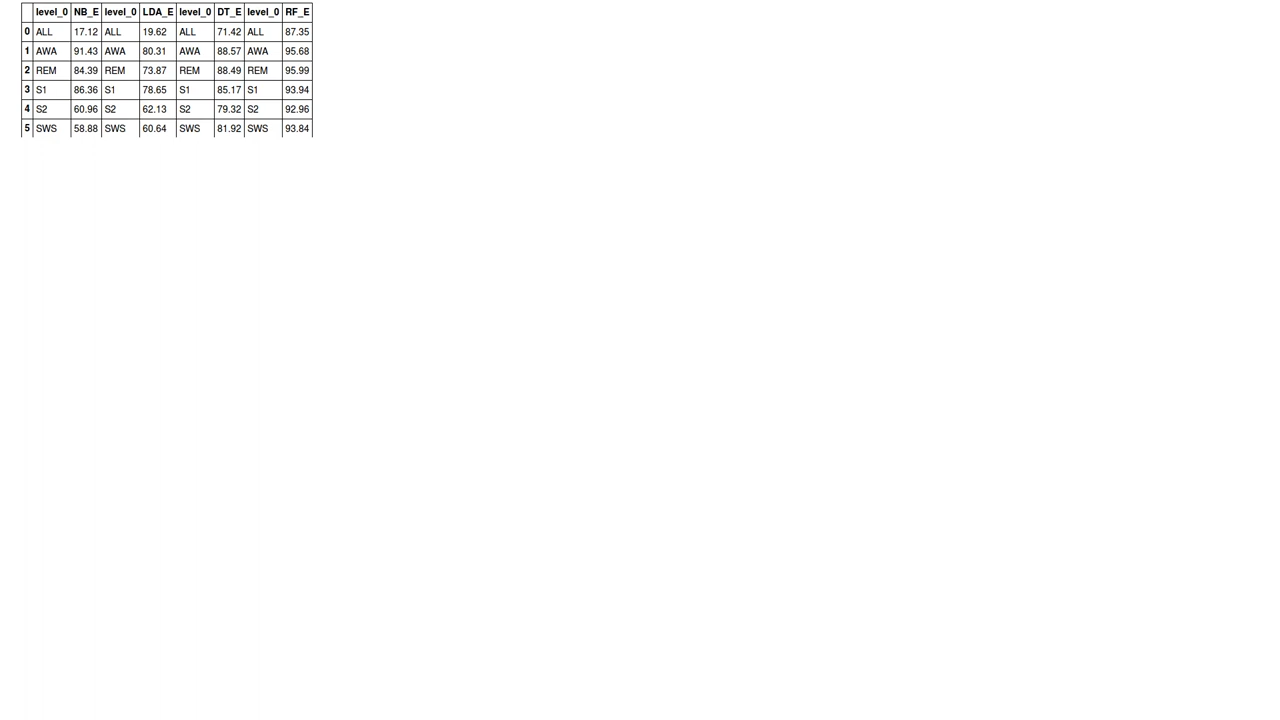 level_0 NB_E level_0 LDA_E level_0 DT_E level_0 RF_E
0 ALL 17.12 ALL 19.62 ALL 71.42 ALL 87.35
1 AWA 91.43 AWA 80.31 AWA 88.57 AWA 95.68
2 REM 84.39 REM 73.87 REM 88.49 REM 95.99
3 S1 86.36 S1 78.65 S1 85.17 S1 93.94
4 S2 60.96 S2 62.13 S2 79.32 S2 92.96
5 SWS 58.88 SWS 60.64 SWS 81.92 SWS 93.84